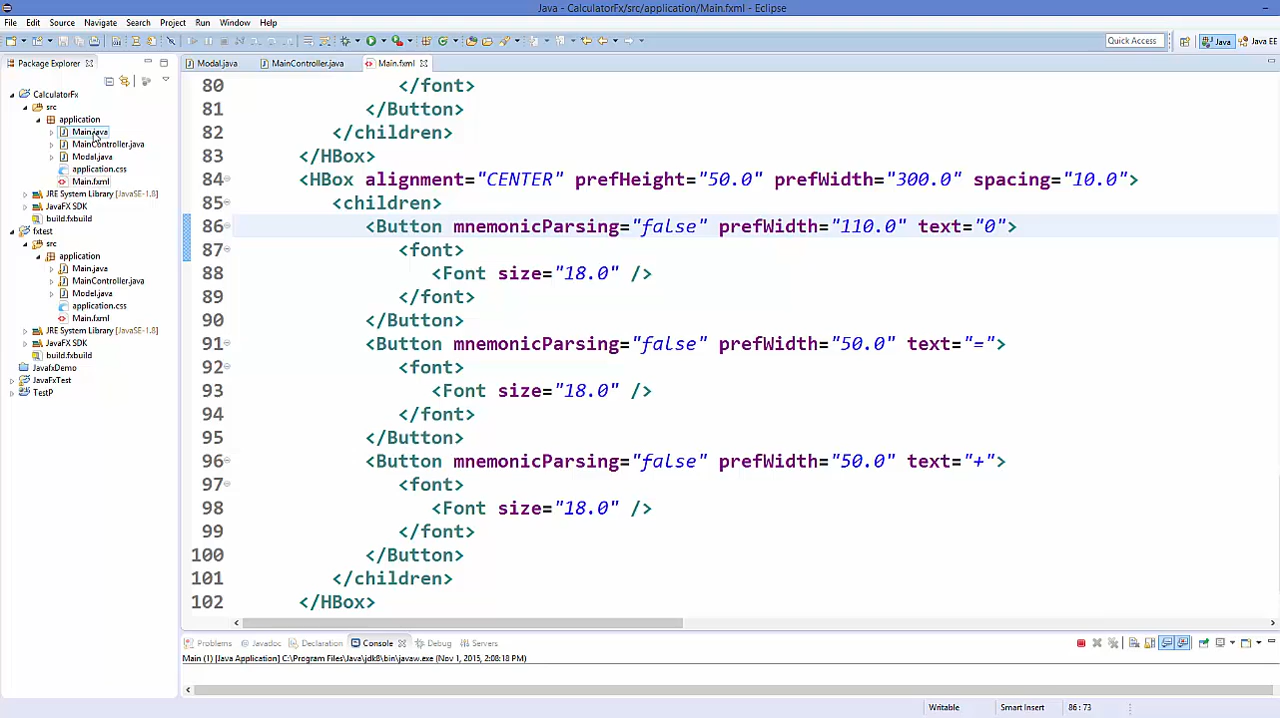 Java - CalculatorFx/src/application/Main.fxml - Eclipse
File Edit Source Navigate Search Project Run Window Help
Quick Access Java Java EE
Package Explorer
Modal.java MainController.java Main.fxml
CalculatorFx
src
application
Main.java
MainController.java
Modal.java
application.css
Main.fxml
JRE System Library [JavaSE-1.8]
JavaFX SDK
build.fxbuild
fxtest
src
application
Main.java
MainController.java
Model.java
application.css
Main.fxml
JRE System Library [JavaSE-1.8]
JavaFX SDK
build.fxbuild
JavafxDemo
JavaFxTest
TestP
80 </font>
81 </Button>
82 </children>
83 </HBox>
84 <HBox alignment="CENTER" prefHeight="50.0" prefWidth="300.0" spacing="10.0">
85 <children>
86 <Button mnemonicParsing="false" prefWidth="110.0" text="0">
87 <font>
88 <Font size="18.0" />
89 </font>
90 </Button>
91 <Button mnemonicParsing="false" prefWidth="50.0" text="=">
92 <font>
93 <Font size="18.0" />
94 </font>
95 </Button>
96 <Button mnemonicParsing="false" prefWidth="50.0" text="+">
97 <font>
98 <Font size="18.0" />
99 </font>
100 </Button>
101 </children>
102 </HBox>
Problems @ Javadoc Declaration Console Debug Servers
Main (1) [Java Application] C:\Program Files\Java\jdk8\bin\javaw.exe (Nov 1, 2015, 2:08:18 PM)
Writable Smart Insert 86 : 73